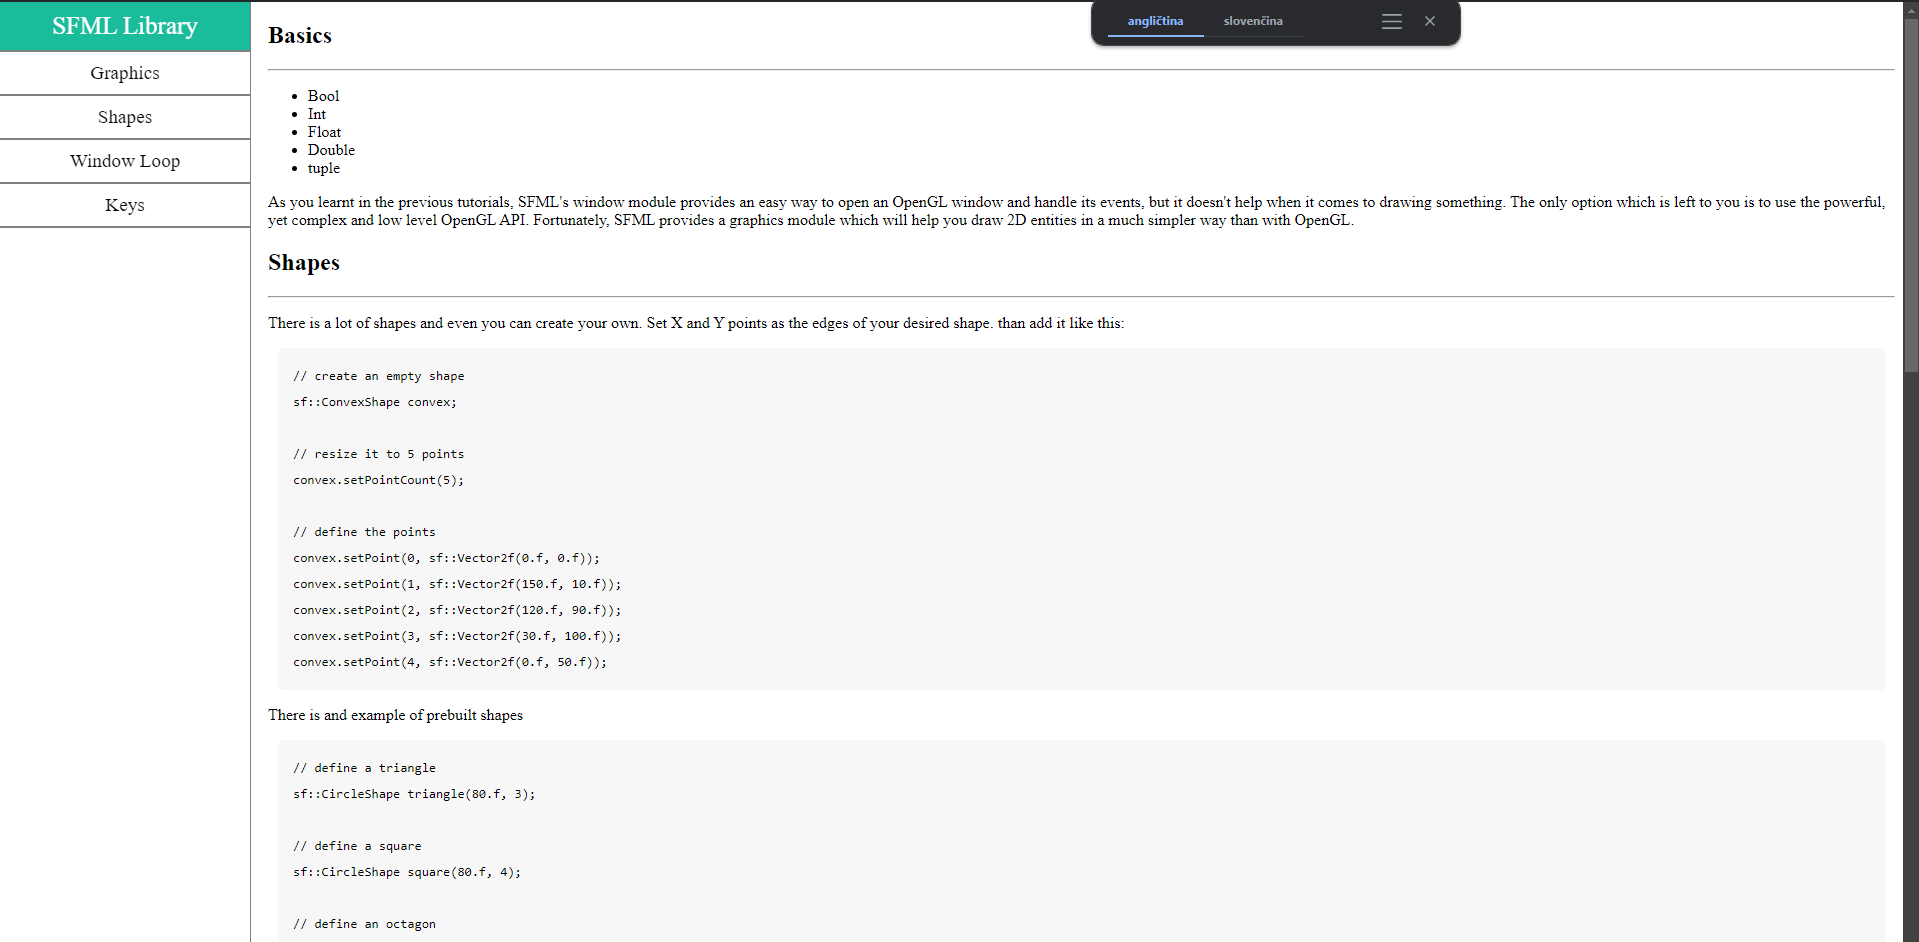 SFML Library
Graphics
Shapes
Window Loop
Keys
angličtina slovenčina
Basics
Bool
Int
Float
Double
tuple
As you learnt in the previous tutorials, SFML's window module provides an easy way to open an OpenGL window and handle its events, but it doesn't help when it comes to drawing something. The only option which is left to you is to use the powerful,
yet complex and low level OpenGL API. Fortunately, SFML provides a graphics module which will help you draw 2D entities in a much simpler way than with OpenGL.
Shapes
There is a lot of shapes and even you can create your own. Set X and Y points as the edges of your desired shape. than add it like this:
// create an empty shape
sf::ConvexShape convex;
// resize it to 5 points
convex.setPointCount(5);
// define the points
convex.setPoint(0, sf::Vector2f(0.f, 0.f));
convex.setPoint(1, sf::Vector2f(150.f, 10.f));
convex.setPoint(2, sf::Vector2f(120.f, 90.f));
convex.setPoint(3, sf::Vector2f(30.f, 100.f));
convex.setPoint(4, sf::Vector2f(0.f, 50.f));
There is and example of prebuilt shapes
// define a triangle
sf::CircleShape triangle(80.f, 3);
// define a square
sf::CircleShape square(80.f, 4);
// define an octagon